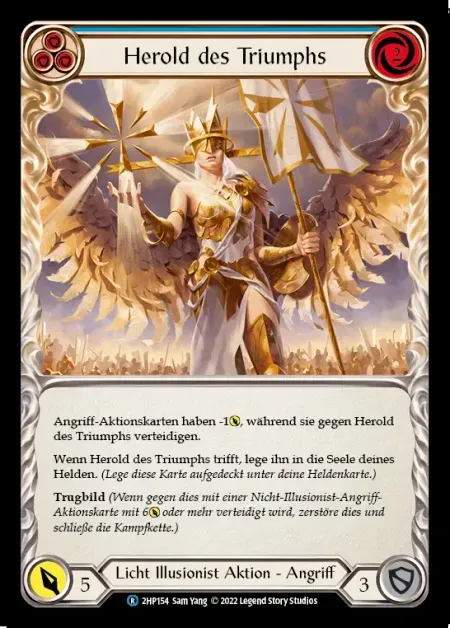 Herold des Triumphs
2
Angriff-Aktionskarten haben -1, während sie gegen Herold
des Triumphs verteidigen.
Wenn Herold des Triumphs trifft, lege ihn in die Seele deines
Helden. (Lege diese Karte aufgedeckt unter deine Heldenkarte.)
Trugbild (Wenn gegen dies mit einer Nicht-Illusionist-Angriff-
Aktionskarte mit 6 oder mehr verteidigt wird, zerstöre dies und
schließe die Kampfkette.)
5 Licht Illusionist Aktion - Angriff 3
R 2HP154 Sam Yang © 2022 Legend Story Studios